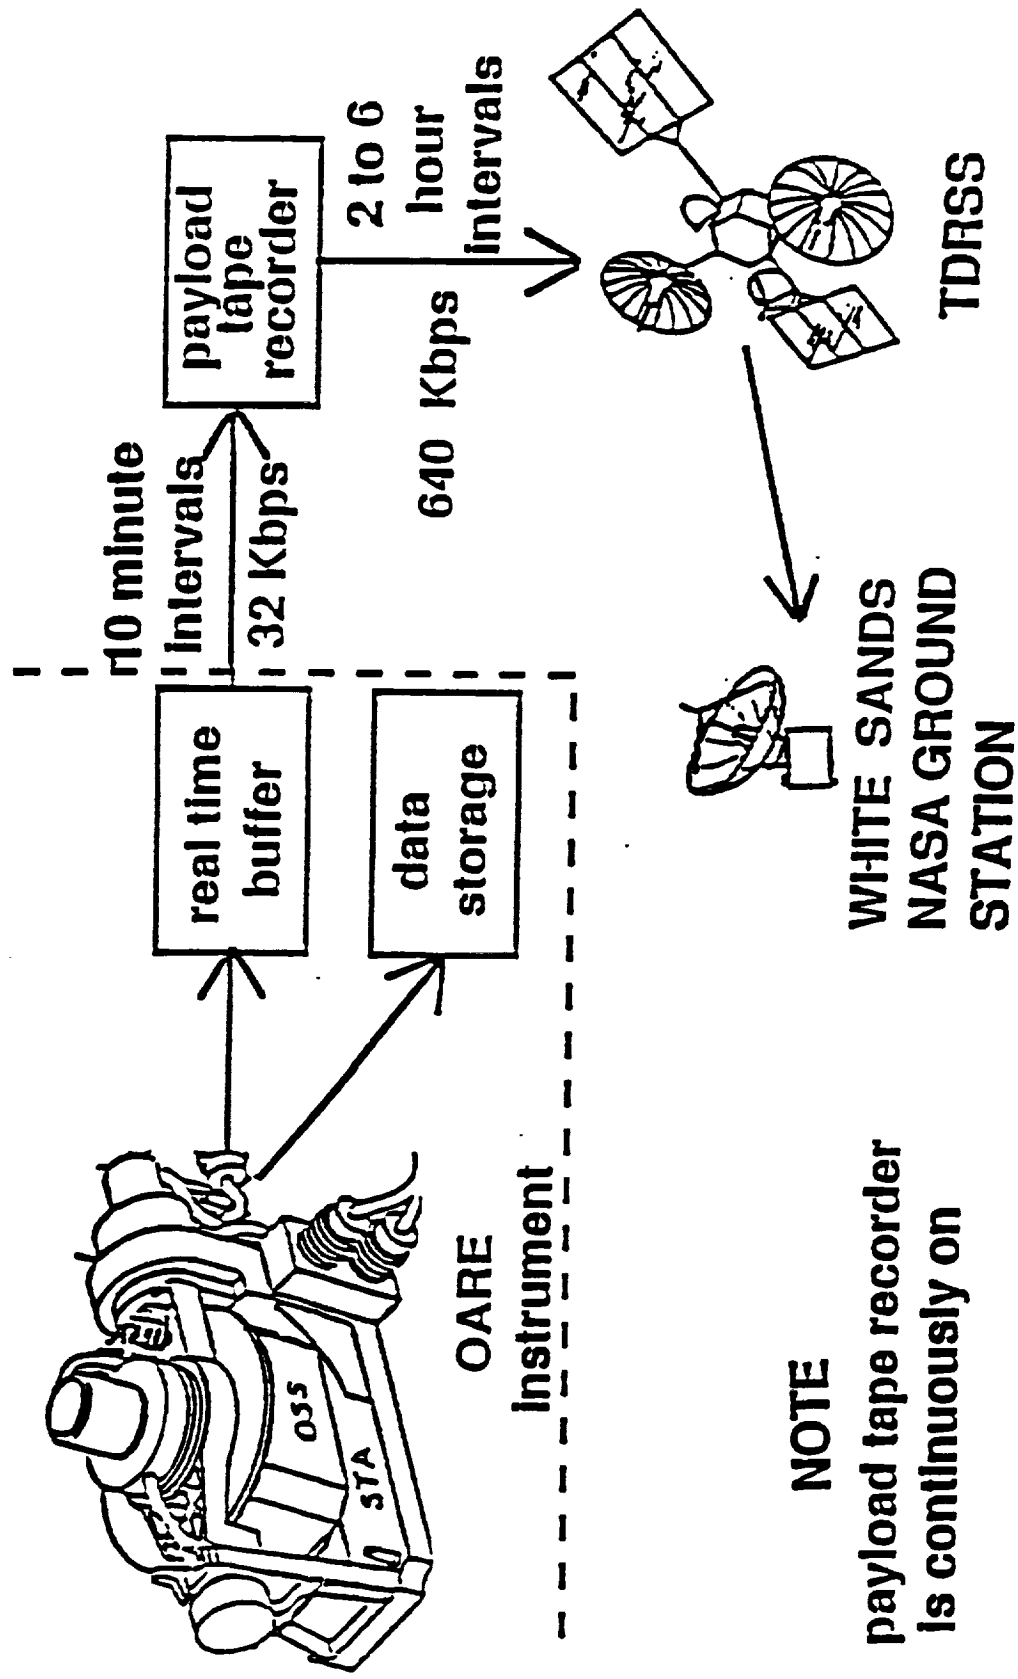 OSS
STA
OARE
instrument
real time
buffer
data
storage
10 minute
intervals
32 Kbps
payload
tape
recorder
640 Kbps
2 to 6
hour
intervals
TDRSS
WHITE SANDS
NASA GROUND
STATION
NOTE
payload tape recorder
is continuously on